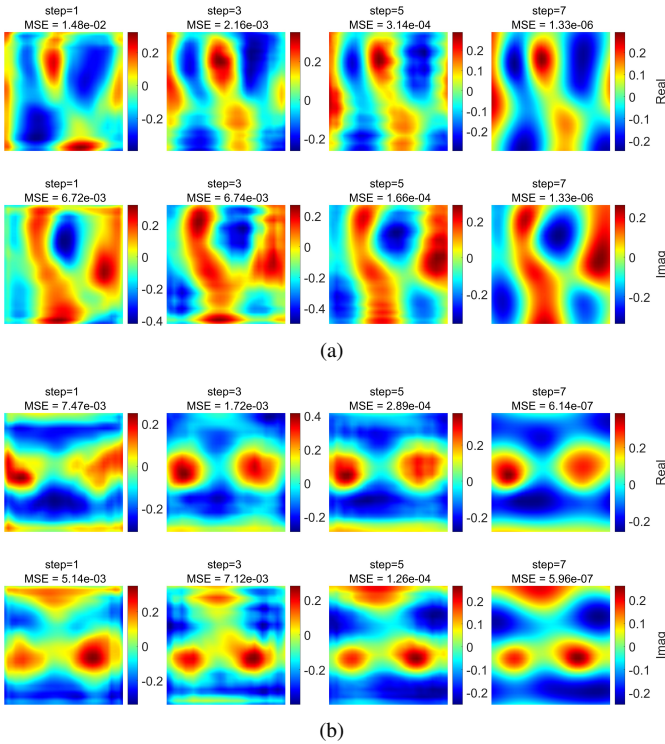 step=1 step=3 step=5 step=7
MSE = 1.48e-02 MSE = 2.16e-03 MSE = 3.14e-04 MSE = 1.33e-06
0.2 0.2 0.2 0.2
0.1 0.1
0 0 0 0 Real
-0.1 -0.1
-0.2 -0.2 -0.2 -0.2
step=1 step=3 step=5 step=7
MSE = 6.72e-03 MSE = 6.74e-03 MSE = 1.66e-04 MSE = 1.33e-06
0.2 0.2 0.2 0.2
0 0 0 0 Imag
-0.2 -0.2 -0.2 -0.2
-0.4 -0.4
(a)
step=1 step=3 step=5 step=7
MSE = 7.47e-03 MSE = 1.72e-03 MSE = 2.89e-04 MSE = 6.14e-07
0.4
0.2 0.2 0.2 0.2
0 0 0 0 Real
-0.2 -0.2 -0.2 -0.2
step=1 step=3 step=5 step=7
MSE = 5.14e-03 MSE = 7.12e-03 MSE = 1.26e-04 MSE = 5.96e-07
0.2 0.2 0.2 0.2
0.1 0.1
0 0 0 0 Imag
-0.1 -0.1
-0.2 -0.2 -0.2 -0.2
(b)